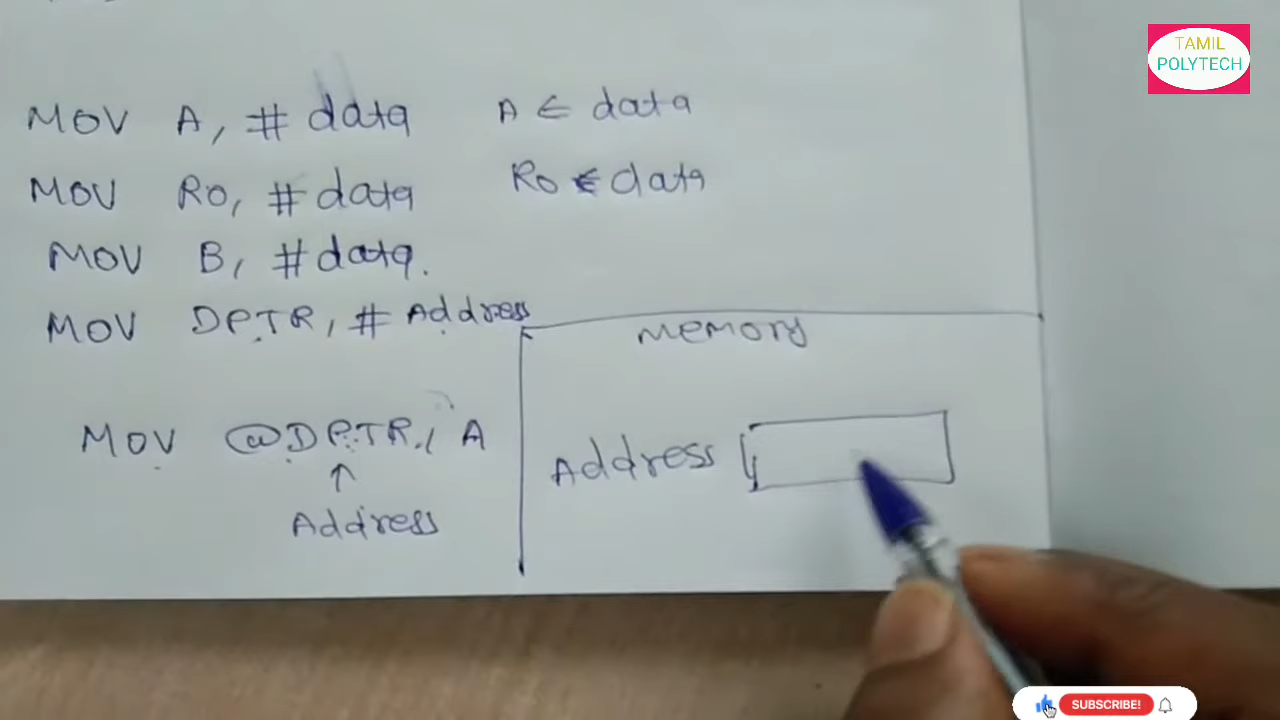 MOV A, # data A ← data
MOV R0, # data R0 ← data
MOV B, # data.
MOV DPTR, # Address
MOV @DPTR, A
↑
Address
Memory
Address
TAMIL
POLYTECH
SUBSCRIBE!